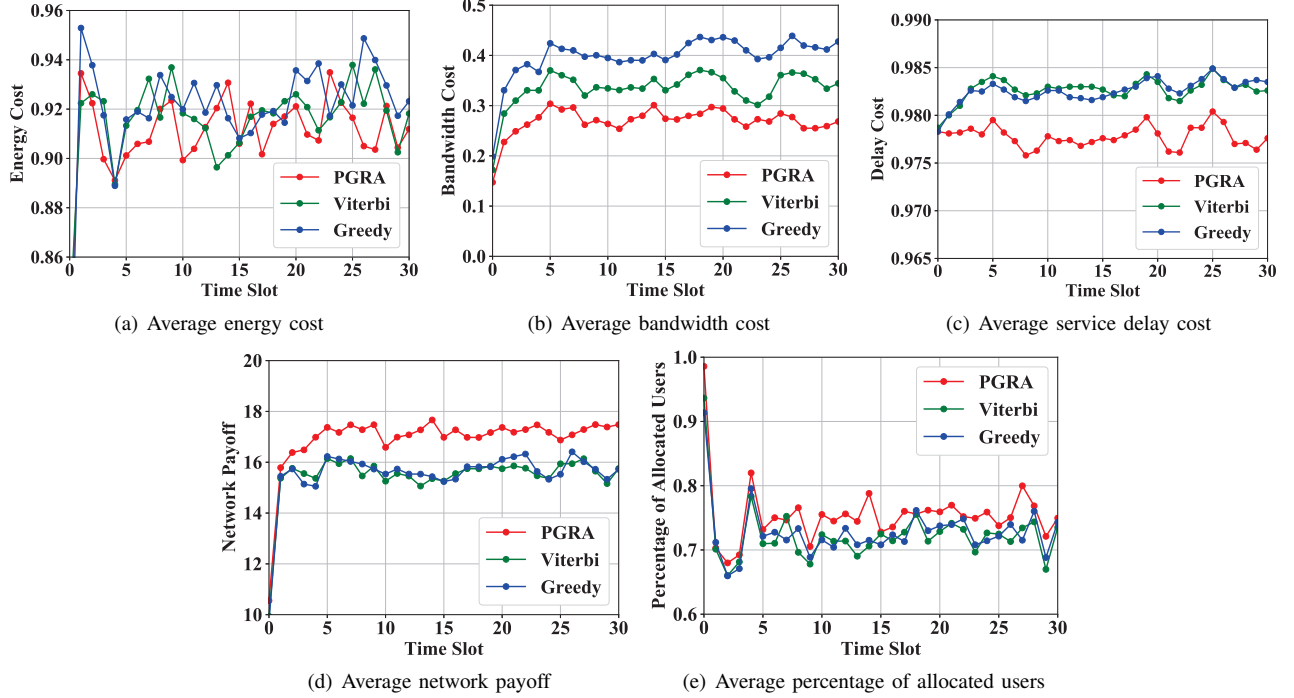 0.96
0.94
0.92
0.90
0.88
0.86
Energy Cost
0 5 10 15 20 25 30
Time Slot
PGRA
Viterbi
Greedy
(a) Average energy cost
0.5
0.4
0.3
0.2
0.1
0.0
Bandwidth Cost
0 5 10 15 20 25 30
Time Slot
PGRA
Viterbi
Greedy
(b) Average bandwidth cost
0.990
0.985
0.980
0.975
0.970
0.965
Delay Cost
0 5 10 15 20 25 30
Time Slot
PGRA
Viterbi
Greedy
(c) Average service delay cost
20
18
16
14
12
10
Network Payoff
0 5 10 15 20 25 30
Time Slot
PGRA
Viterbi
Greedy
(d) Average network payoff
1.0
0.9
0.8
0.7
0.6
Percentage of Allocated Users
0 5 10 15 20 25 30
Time Slot
PGRA
Viterbi
Greedy
(e) Average percentage of allocated users